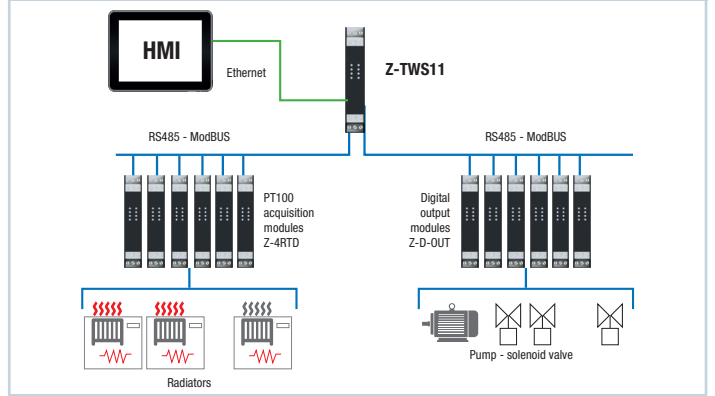 HMI
Ethernet
Z-TWS11
RS485 - ModBUS
RS485 - ModBUS
PT100
acquisition
modules
Z-4RTD
Digital
output
modules
Z-D-OUT
Pump - solenoid valve
Radiators